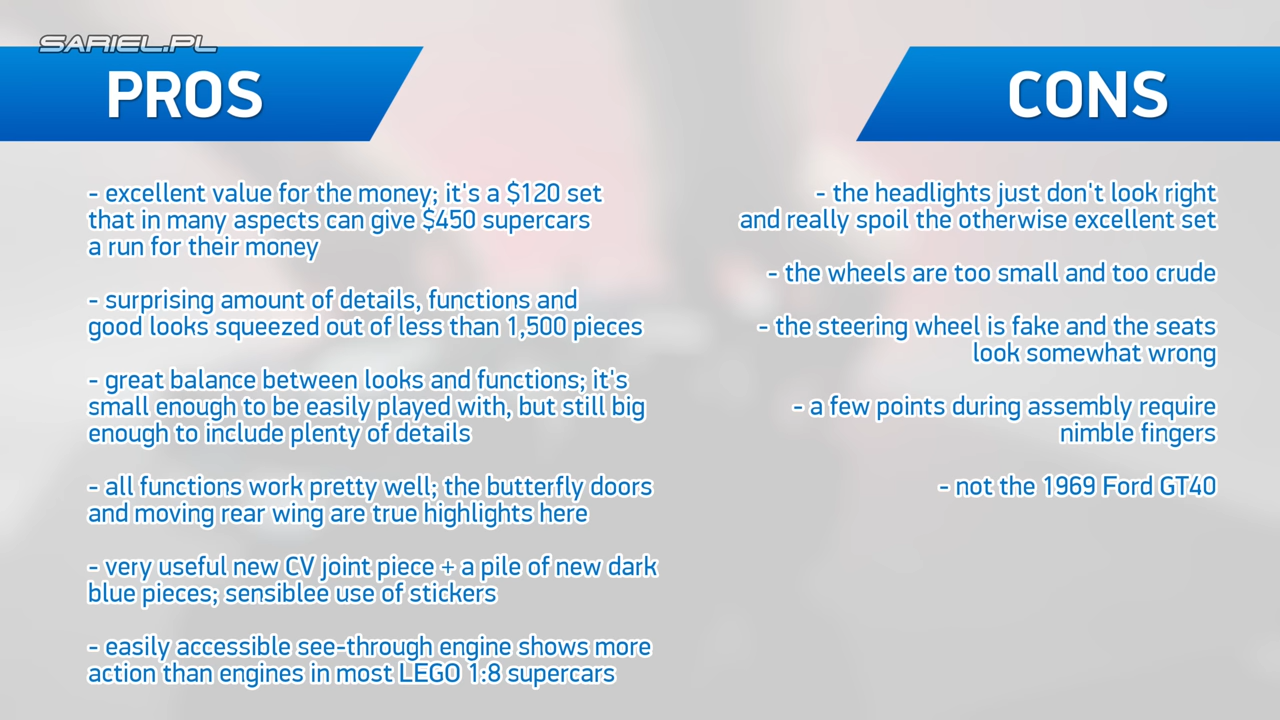 SARIEL.PL
PROS
- excellent value for the money; it's a $120 set
that in many aspects can give $450 supercars
a run for their money
- surprising amount of details, functions and
good looks squeezed out of less than 1,500 pieces
- great balance between looks and functions; it's
small enough to be easily played with, but still big
enough to include plenty of details
- all functions work pretty well; the butterfly doors
and moving rear wing are true highlights here
- very useful new CV joint piece + a pile of new dark
blue pieces; sensiblee use of stickers
- easily accessible see-through engine shows more
action than engines in most LEGO 1:8 supercars
CONS
- the headlights just don't look right
and really spoil the otherwise excellent set
- the wheels are too small and too crude
- the steering wheel is fake and the seats
look somewhat wrong
- a few points during assembly require
nimble fingers
- not the 1969 Ford GT40